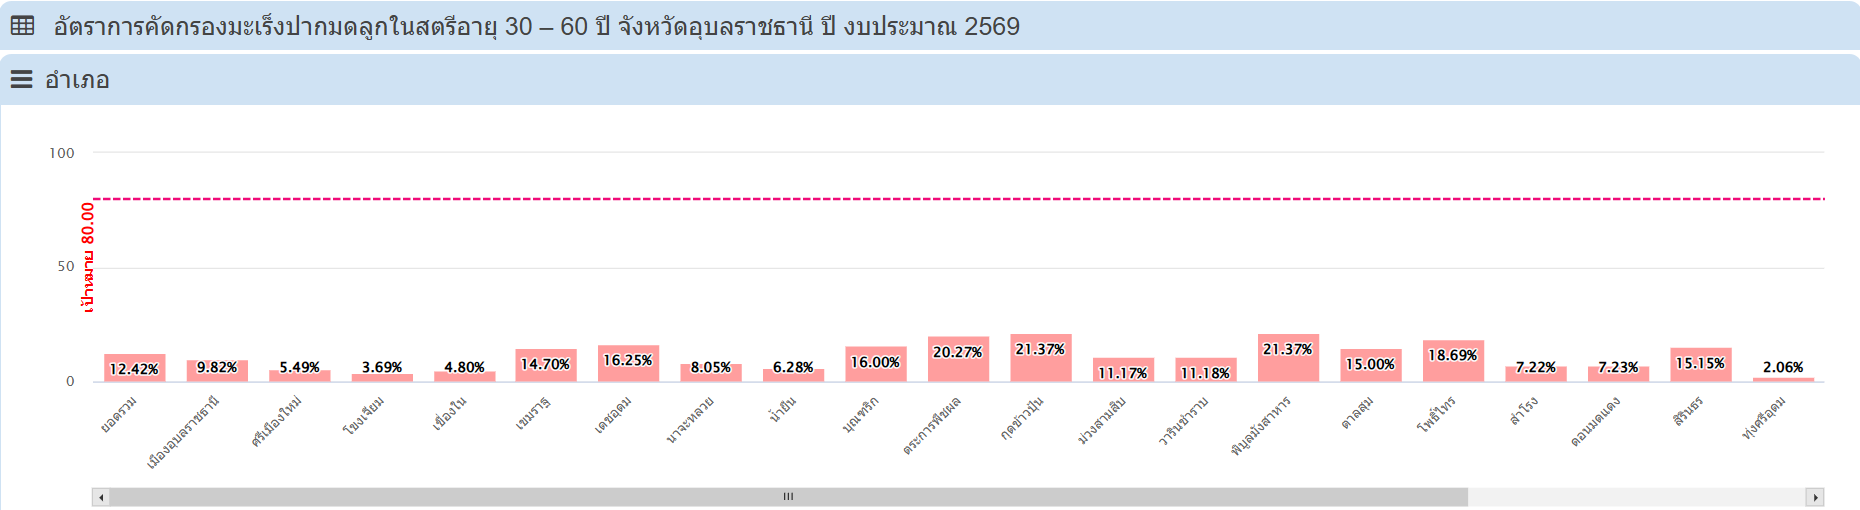 อัตราการคัดกรองมะเร็งปากมดลูกในสตรีอายุ 30 – 60 ปี จังหวัดอุบลราชธานี ปี งบประมาณ 2569
อำเภอ
100
50
0
เป้าหมาย 80.00
12.42% 9.82% 5.49% 3.69% 4.80% 14.70% 16.25% 8.05% 6.28% 16.00% 20.27% 21.37% 11.17% 11.18% 21.37% 15.00% 18.69% 7.22% 7.23% 15.15% 2.06%
ยอดรวม
เมืองอุบลราชธานี
ศรีเมืองใหม่
โขงเจียม
เขื่องใน
เขมราฐ
เดชอุดม
นาจะหลวย
น้ำยืน
บุณฑริก
ตระการพืชผล
กุดข้าวปุ้น
ม่วงสามสิบ
วารินชำราบ
พิบูลมังสาหาร
ตาลสุม
โพธิ์ไทร
สำโรง
ดอนมดแดง
สิรินธร
ทุ่งศรีอุดม